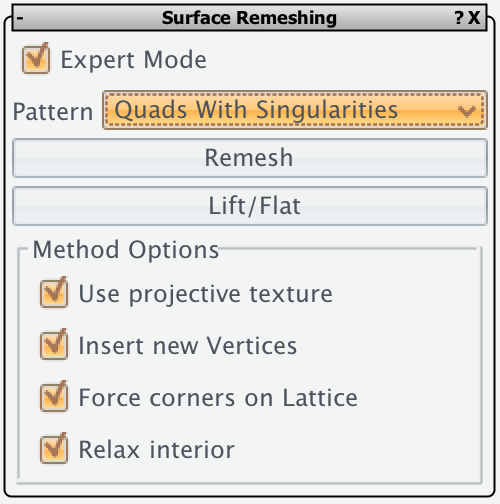 - Surface Remeshing ? X
Expert Mode
Pattern Quads With Singularities
Remesh
Lift/Flat
Method Options
Use projective texture
Insert new Vertices
Force corners on Lattice
Relax interior